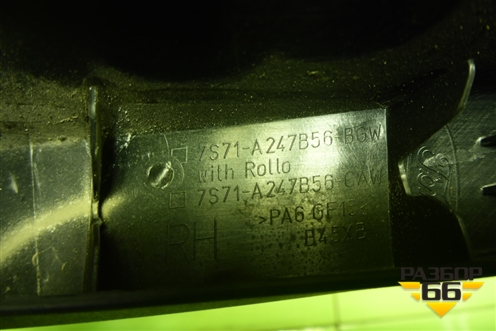 7S71-A247B56-BGW
with Rollo
7S71-A247B56-CAW
>PA6 GF15<
RH
РАЗБОР
66